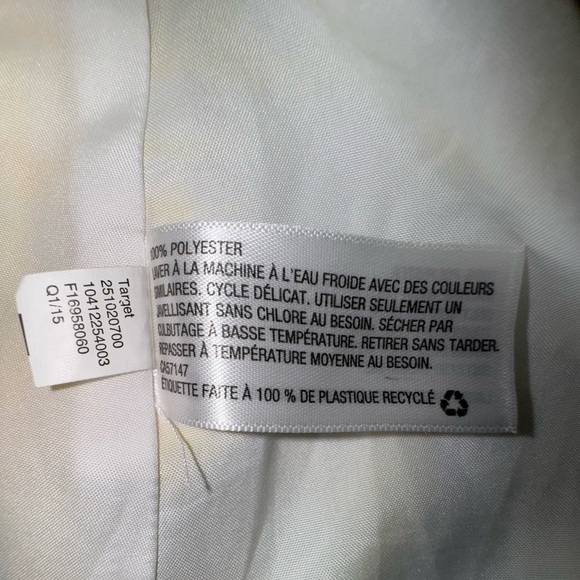 Target
251020700
10412254003
F16958060
Q1/15
100% POLYESTER
LAVER À LA MACHINE À L'EAU FROIDE AVEC DES COULEURS
SIMILAIRES. CYCLE DÉLICAT. UTILISER SEULEMENT UN
JAVELLISANT SANS CHLORE AU BESOIN. SÉCHER PAR
CULBUTAGE À BASSE TEMPÉRATURE. RETIRER SANS TARDER.
REPASSER À TEMPÉRATURE MOYENNE AU BESOIN.
CA57147
ÉTIQUETTE FAITE À 100 % DE PLASTIQUE RECYCLÉ